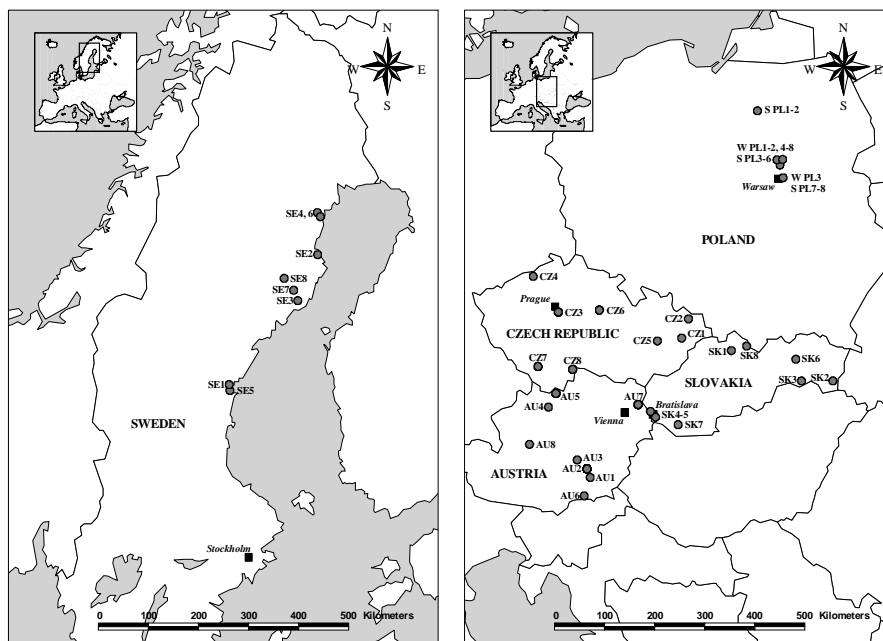 N
W E
S
SE4, 6
SE2
SE8
SE7
SE3
SE1
SE5
SWEDEN
Stockholm
0 100 200 300 400 500 Kilometers
N
W E
S
S PL1-2
W PL1-2, 4-8
S PL3-6
Warsaw
W PL3
S PL7-8
POLAND
CZ4
Prague
CZ3
CZ6
CZ2
CZECH REPUBLIC
CZ1
CZ5
SK1
SK8
SK6
CZ7
CZ8
SLOVAKIA
SK3
SK2
AU5
AU4
AU7
Bratislava
Vienna
SK4-5
SK7
AU8
AU3
AUSTRIA
AU2
AU1
AU6
0 100 200 300 400 500 Kilometers